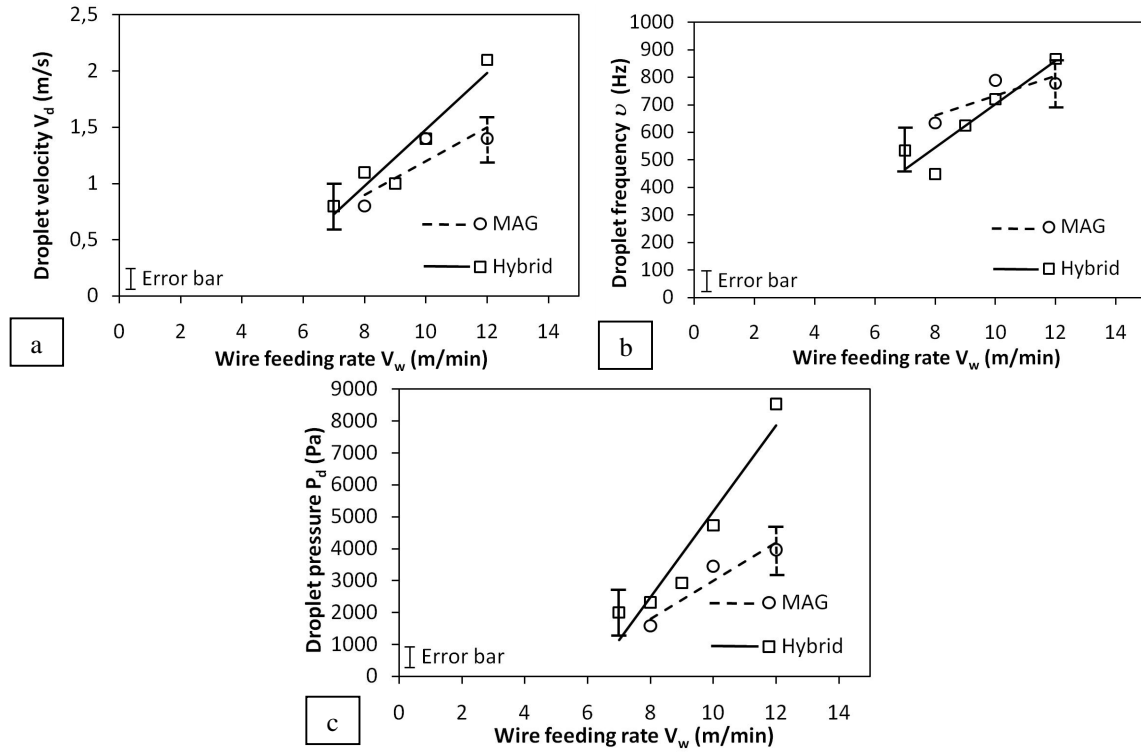 2,5
2
1,5
1
0,5
0
0 2 4 6 8 10 12 14
Droplet velocity V_d (m/s)
Wire feeding rate V_w (m/min)
MAG
Hybrid
Error bar
a
1000
900
800
700
600
500
400
300
200
100
0
0 2 4 6 8 10 12 14
Droplet frequency υ (Hz)
Wire feeding rate V_w (m/min)
MAG
Hybrid
Error bar
b
9000
8000
7000
6000
5000
4000
3000
2000
1000
0
0 2 4 6 8 10 12 14
Droplet pressure P_d (Pa)
Wire feeding rate V_w (m/min)
MAG
Hybrid
Error bar
c